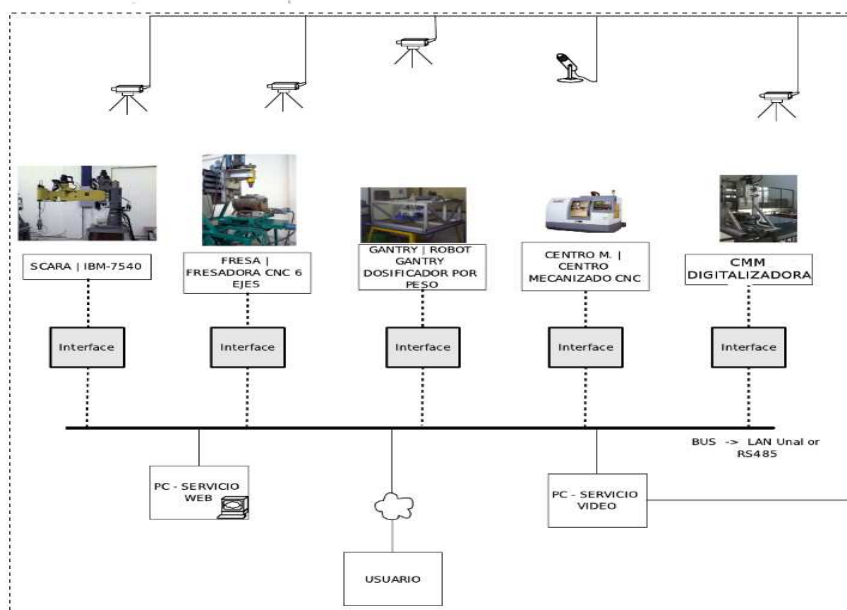 SCARA | IBM-7540
FRESA |
FRESADORA CNC 6
EJES
GANTRY | ROBOT
GANTRY
DOSIFICADOR POR
PESO
CENTRO M. |
CENTRO
MECANIZADO CNC
CMM
DIGITALIZADORA
Interface
Interface
Interface
Interface
Interface
BUS -> LAN Unal or
RS485
PC - SERVICIO
WEB
PC - SERVICIO
VIDEO
USUARIO